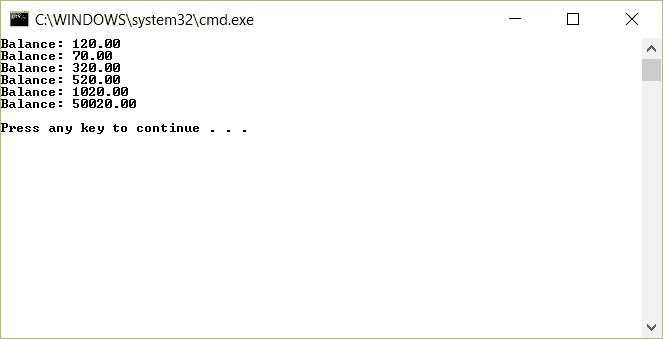 C:\WINDOWS\system32\cmd.exe
Balance: 120.00
Balance: 70.00
Balance: 320.00
Balance: 520.00
Balance: 1020.00
Balance: 50020.00
Press any key to continue . . .